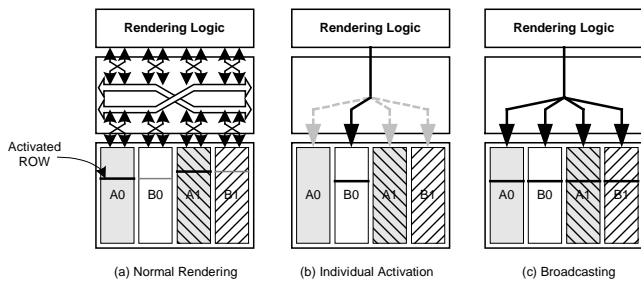 Rendering Logic
Rendering Logic
Rendering Logic
Activated
ROW
A0
B0
A1
B1
A0
B0
A1
B1
A0
B0
A1
B1
(a) Normal Rendering
(b) Individual Activation
(c) Broadcasting